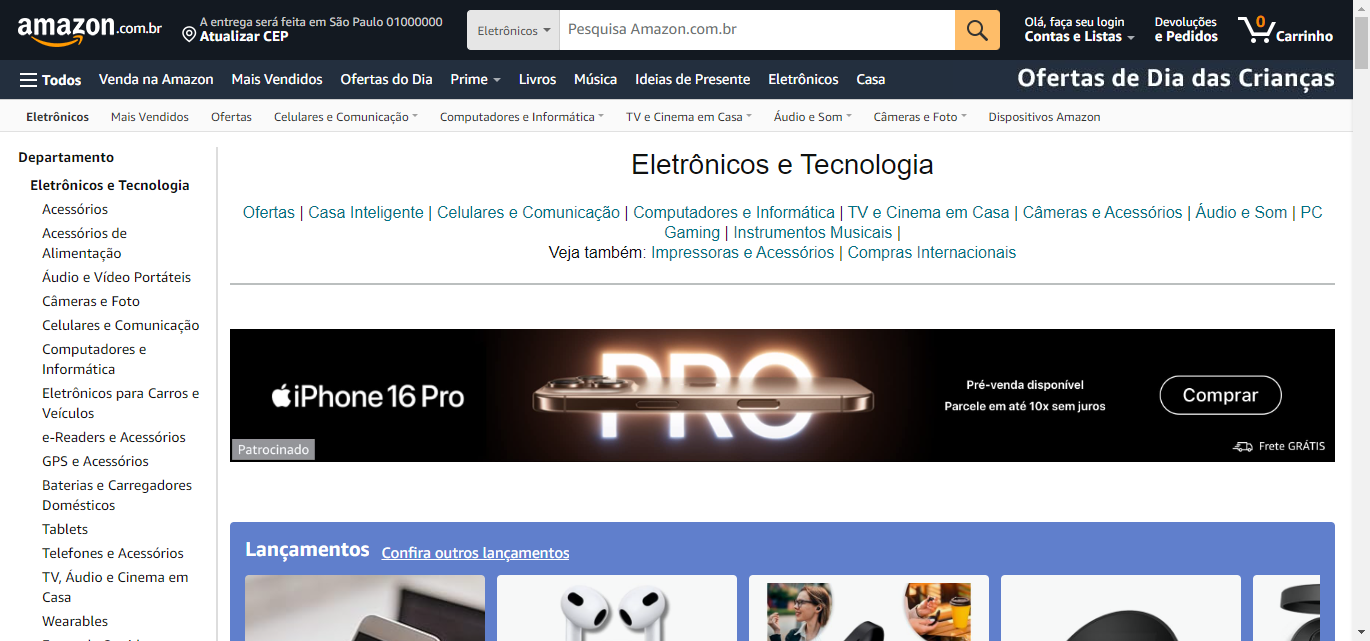 amazon.com.br
A entrega será feita em São Paulo 01000000
Atualizar CEP
Eletrônicos
Pesquisa Amazon.com.br
Olá, faça seu login
Contas e Listas
Devoluções
e Pedidos
0
Carrinho
Todos
Venda na Amazon
Mais Vendidos
Ofertas do Dia
Prime
Livros
Música
Ideias de Presente
Eletrônicos
Casa
Ofertas de Dia das Crianças
Eletrônicos
Mais Vendidos
Ofertas
Celulares e Comunicação
Computadores e Informática
TV e Cinema em Casa
Áudio e Som
Câmeras e Foto
Dispositivos Amazon
Departamento
Eletrônicos e Tecnologia
Acessórios
Acessórios de
Alimentação
Áudio e Vídeo Portáteis
Câmeras e Foto
Celulares e Comunicação
Computadores e
Informática
Eletrônicos para Carros e
Veículos
e-Readers e Acessórios
GPS e Acessórios
Baterias e Carregadores
Domésticos
Tablets
Telefones e Acessórios
TV, Áudio e Cinema em
Casa
Wearables
Eletrônicos e Tecnologia
Ofertas | Casa Inteligente | Celulares e Comunicação | Computadores e Informática | TV e Cinema em Casa | Câmeras e Acessórios | Áudio e Som | PC
Gaming | Instrumentos Musicais |
Veja também: Impressoras e Acessórios | Compras Internacionais
iPhone 16 Pro
PRO
Pré-venda disponível
Parcele em até 10x sem juros
Comprar
Patrocinado
Frete GRÁTIS
Lançamentos
Confira outros lançamentos